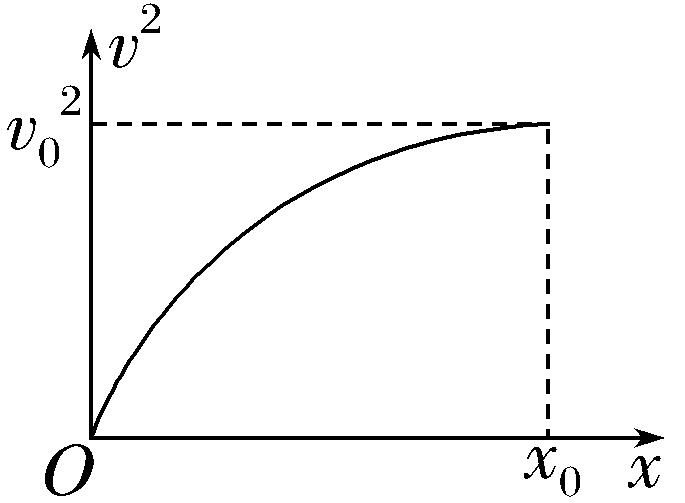 v²
v₀²
O
x₀
x